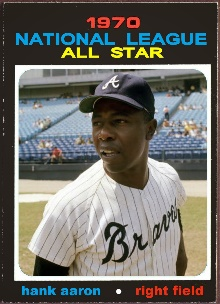 1970
NATIONAL LEAGUE
ALL STAR
A
Braves
hank aaron • right field